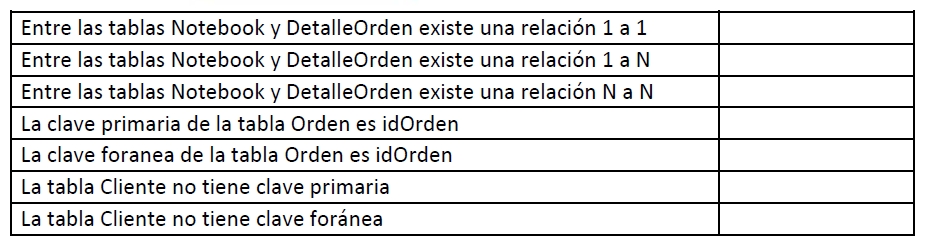 Entre las tablas Notebook y DetalleOrden existe una relación 1 a 1
Entre las tablas Notebook y DetalleOrden existe una relación 1 a N
Entre las tablas Notebook y DetalleOrden existe una relación N a N
La clave primaria de la tabla Orden es idOrden
La clave foranea de la tabla Orden es idOrden
La tabla Cliente no tiene clave primaria
La tabla Cliente no tiene clave foránea